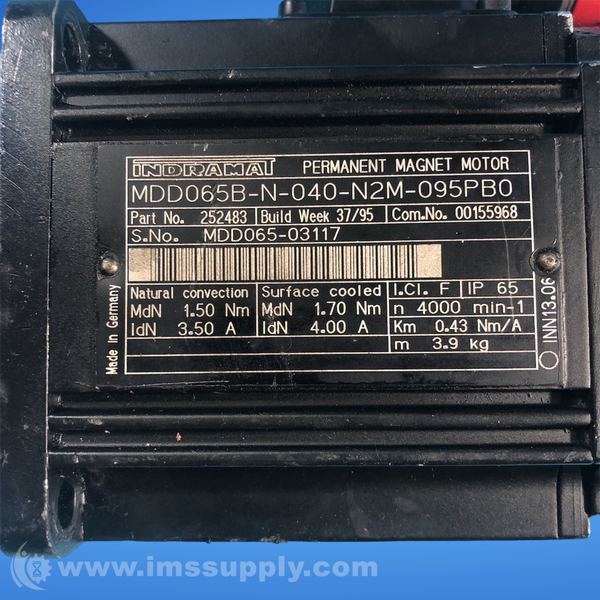 INDRAMAT PERMANENT MAGNET MOTOR
MDD065B-N-040-N2M-095PB0
Part No. 252483 Build Week 37/95 Com.No. 00155968
S.No. MDD065-03117
Natural convection Surface cooled I.Cl. F IP 65
MdN 1.50 Nm MdN 1.70 Nm n 4000 min-1
IdN 3.50 A IdN 4.00 A Km 0.43 Nm/A
m 3.9 kg
Made in Germany
INN13.06
www.imssupply.com